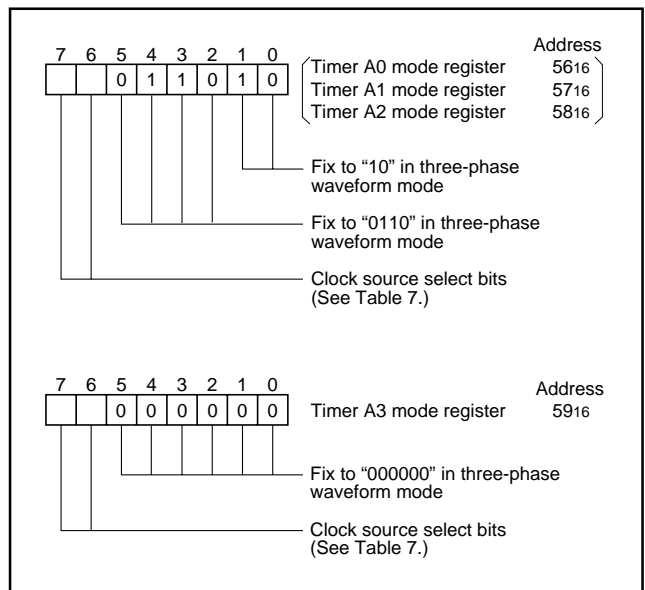 Address
7 6 5 4 3 2 1 0
0 1 1 0 1 0
Timer A0 mode register 5616
Timer A1 mode register 5716
Timer A2 mode register 5816
Fix to “10” in three-phase
waveform mode
Fix to “0110” in three-phase
waveform mode
Clock source select bits
(See Table 7.)
7 6 5 4 3 2 1 0
Address
0 0 0 0 0 0
Timer A3 mode register 5916
Fix to “000000” in three-phase
waveform mode
Clock source select bits
(See Table 7.)